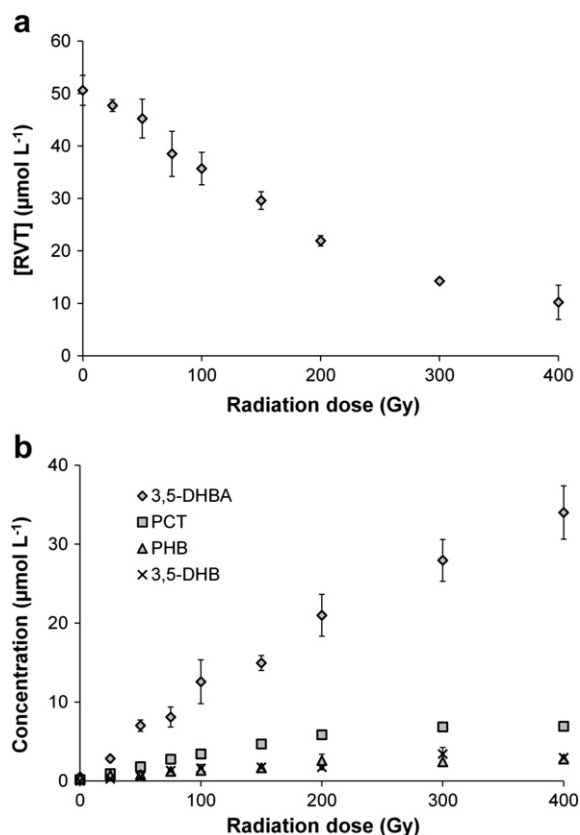 a
60
50
40
30
20
10
0
[RVT] (µmol L-1)
0 100 200 300 400
Radiation dose (Gy)
b
40
30
20
10
0
Concentration (µmol L-1)
3,5-DHBA
PCT
PHB
3,5-DHB
0 100 200 300 400
Radiation dose (Gy)